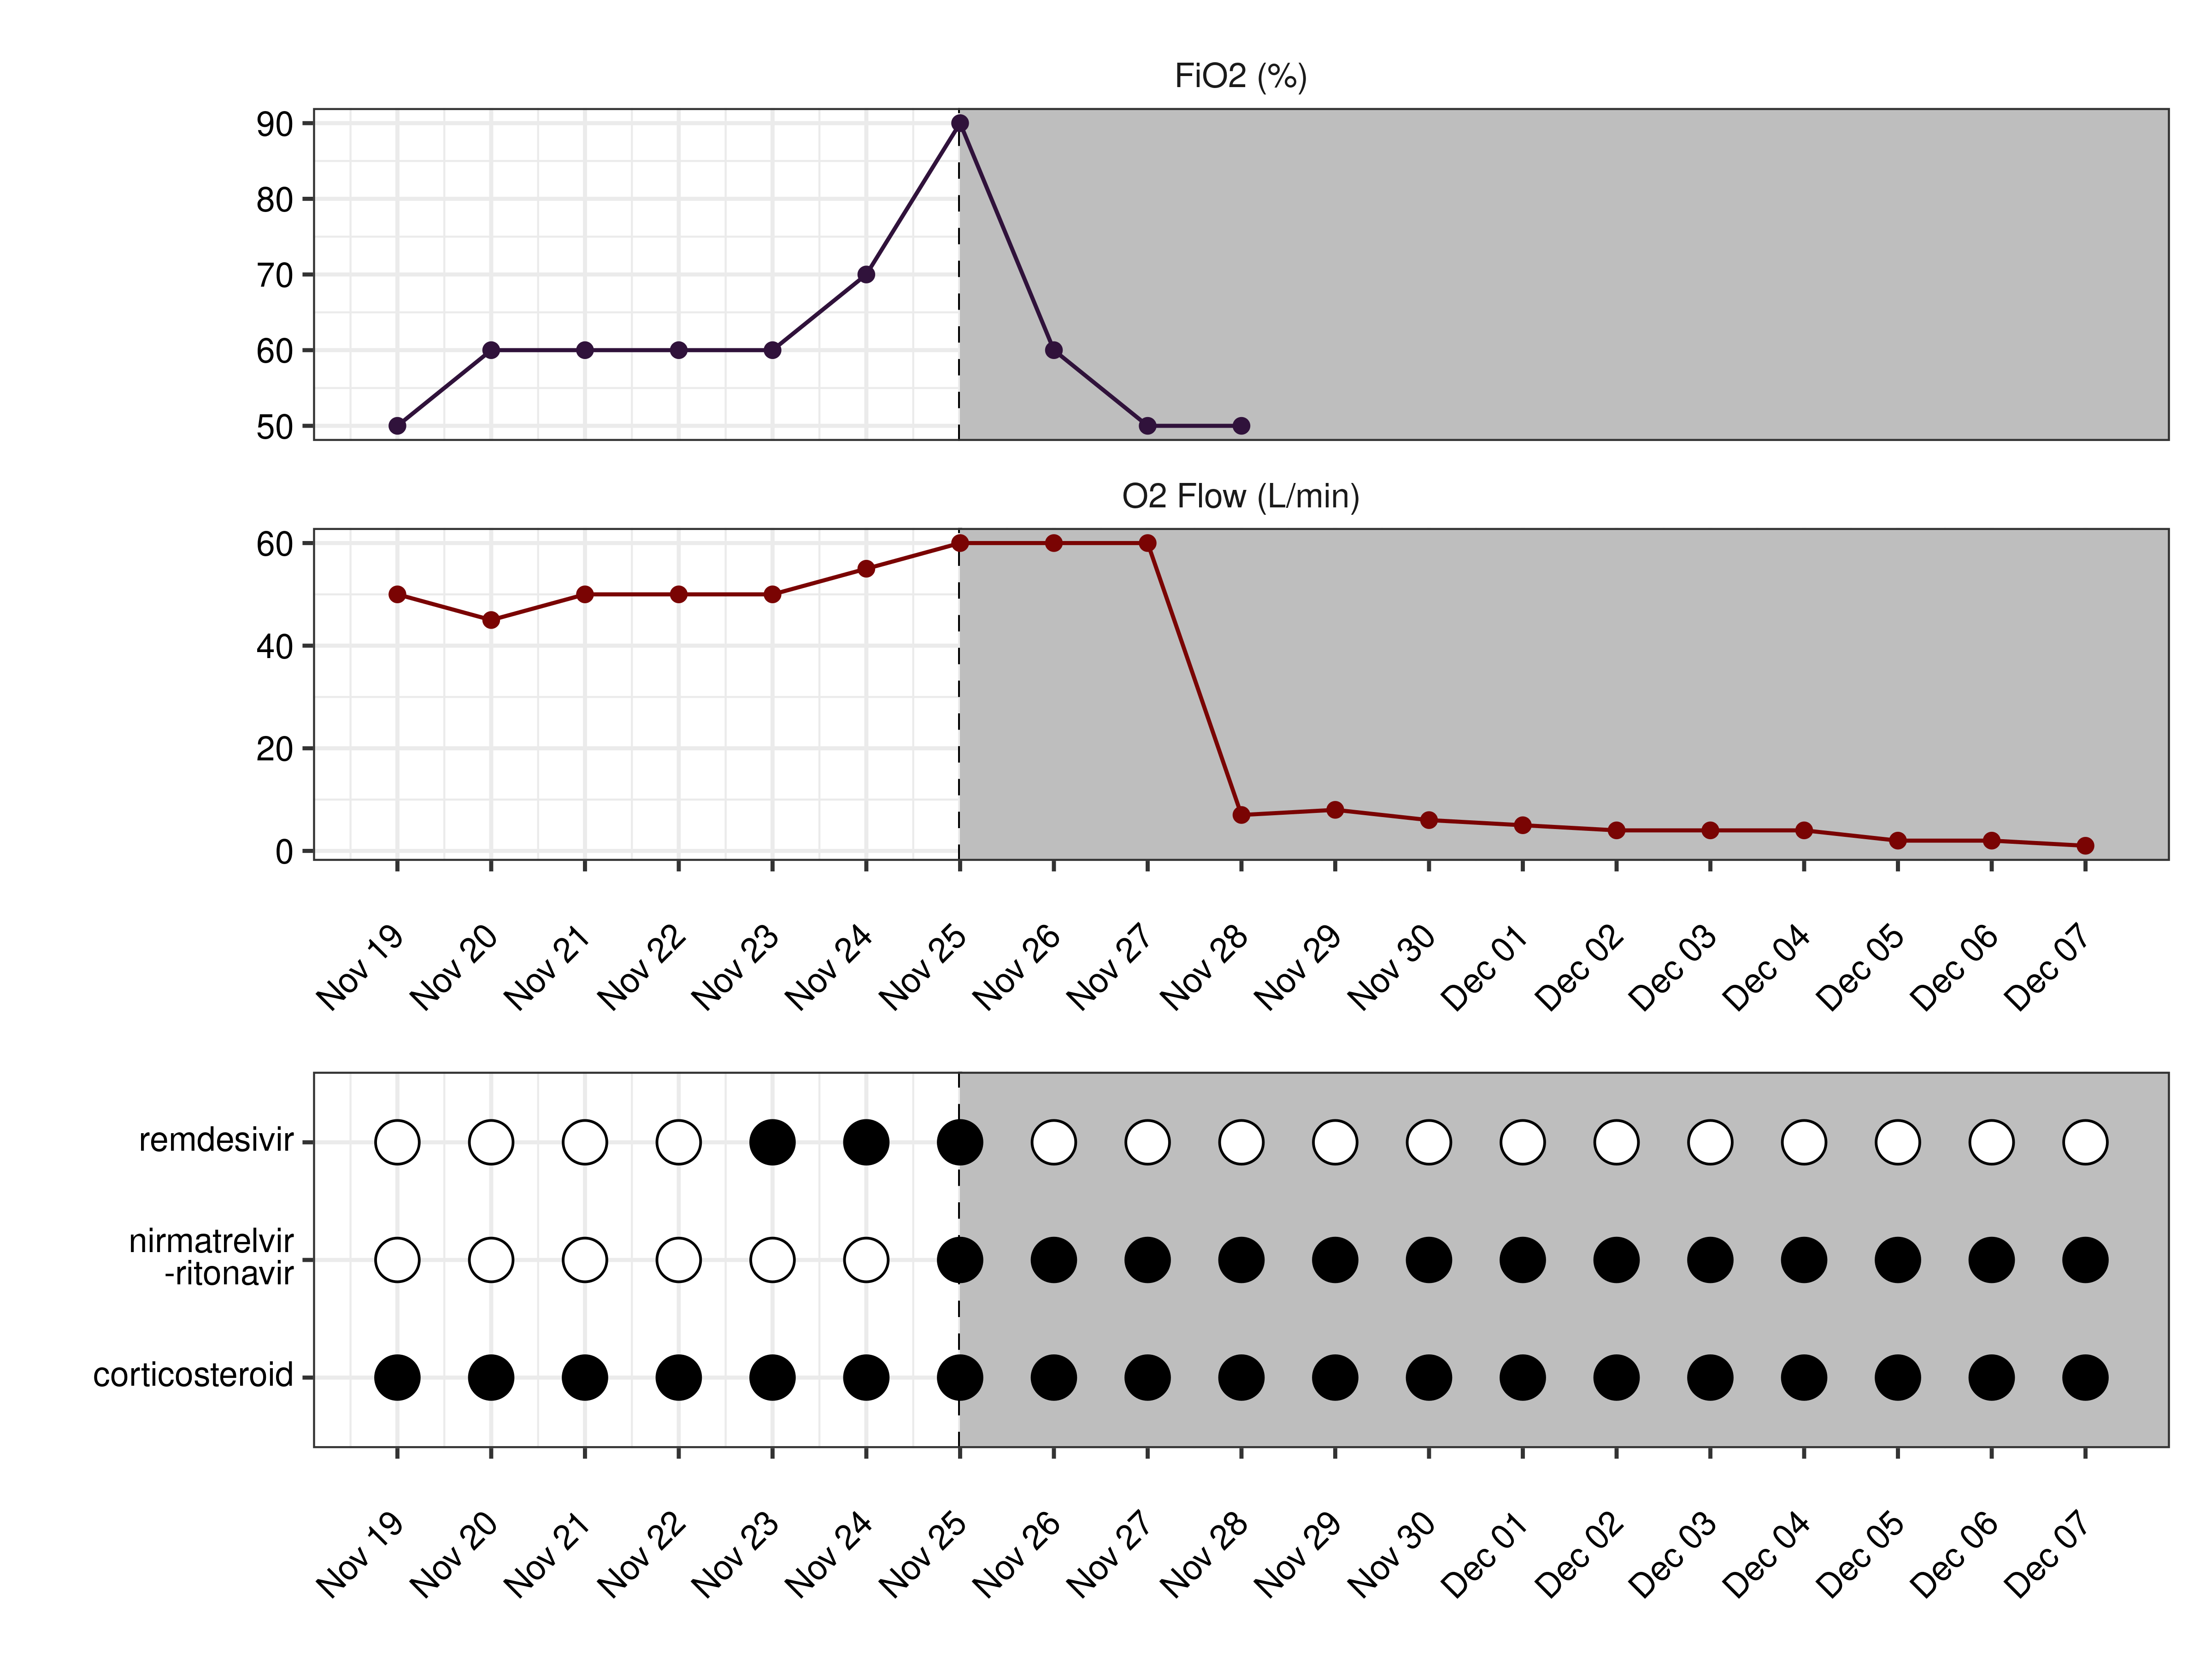 FiO2 (%)
90
80
70
60
50
O2 Flow (L/min)
60
40
20
0
Nov 19 Nov 20 Nov 21 Nov 22 Nov 23 Nov 24 Nov 25 Nov 26 Nov 27 Nov 28 Nov 29 Nov 30 Dec 01 Dec 02 Dec 03 Dec 04 Dec 05 Dec 06 Dec 07
remdesivir
nirmatrelvir
-ritonavir
corticosteroid
Nov 19 Nov 20 Nov 21 Nov 22 Nov 23 Nov 24 Nov 25 Nov 26 Nov 27 Nov 28 Nov 29 Nov 30 Dec 01 Dec 02 Dec 03 Dec 04 Dec 05 Dec 06 Dec 07